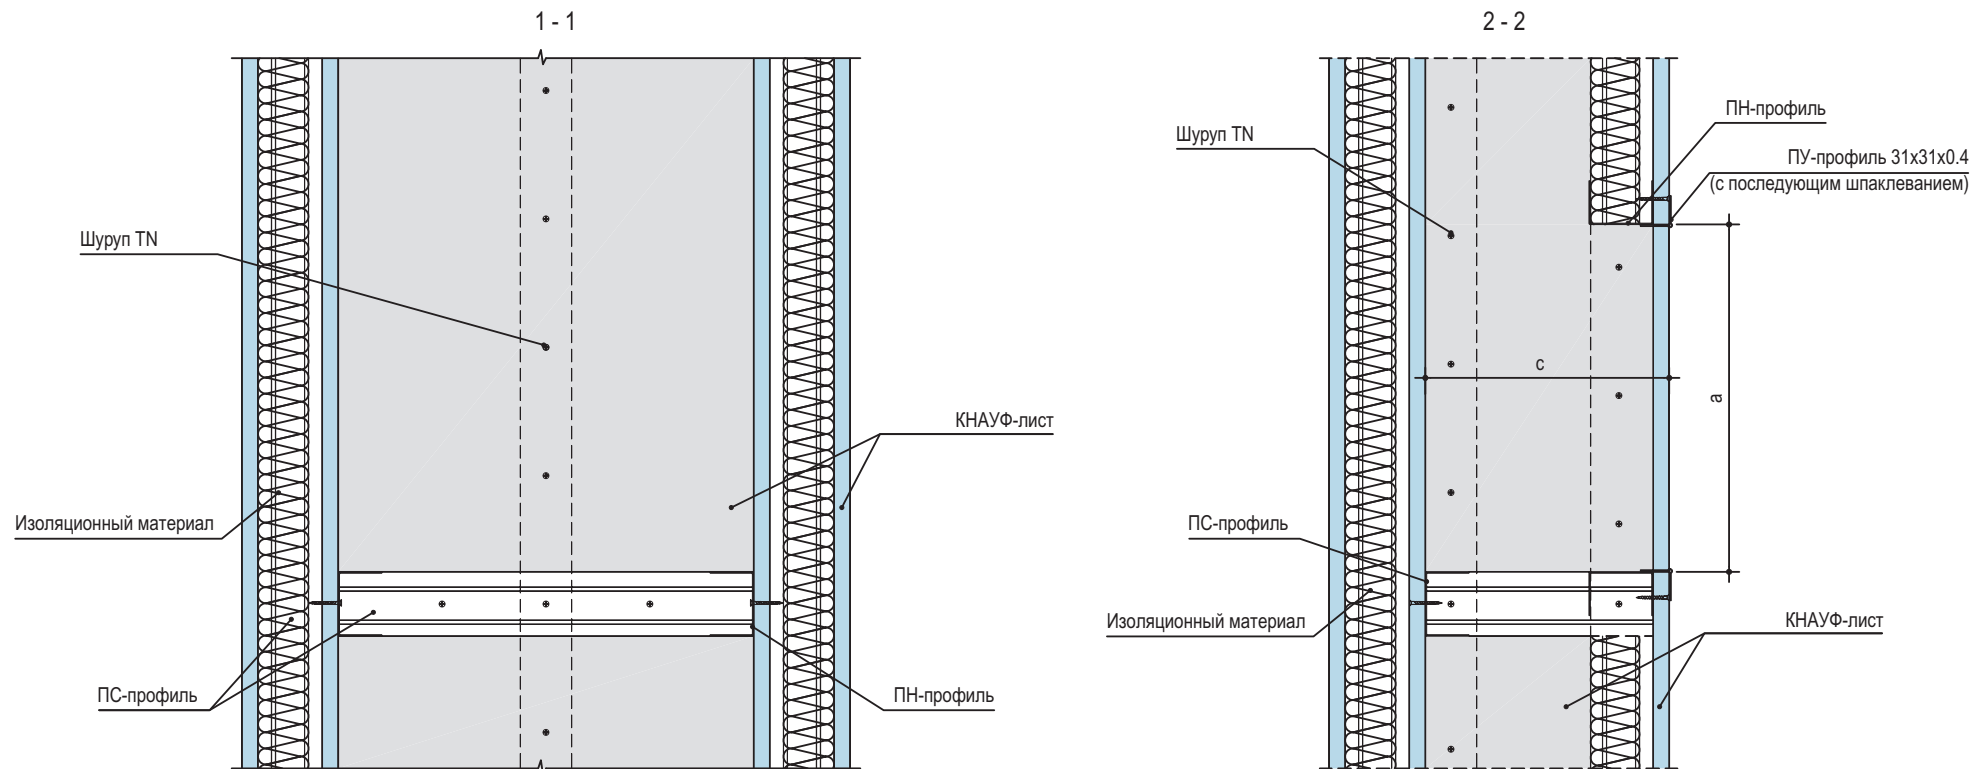 1 - 1
Шуруп TN
КНАУФ-лист
Изоляционный материал
ПС-профиль
ПН-профиль
2 - 2
ПН-профиль
Шуруп TN
ПУ-профиль 31x31x0.4
(с последующим шпаклеванием)
c
a
ПС-профиль
Изоляционный материал
КНАУФ-лист